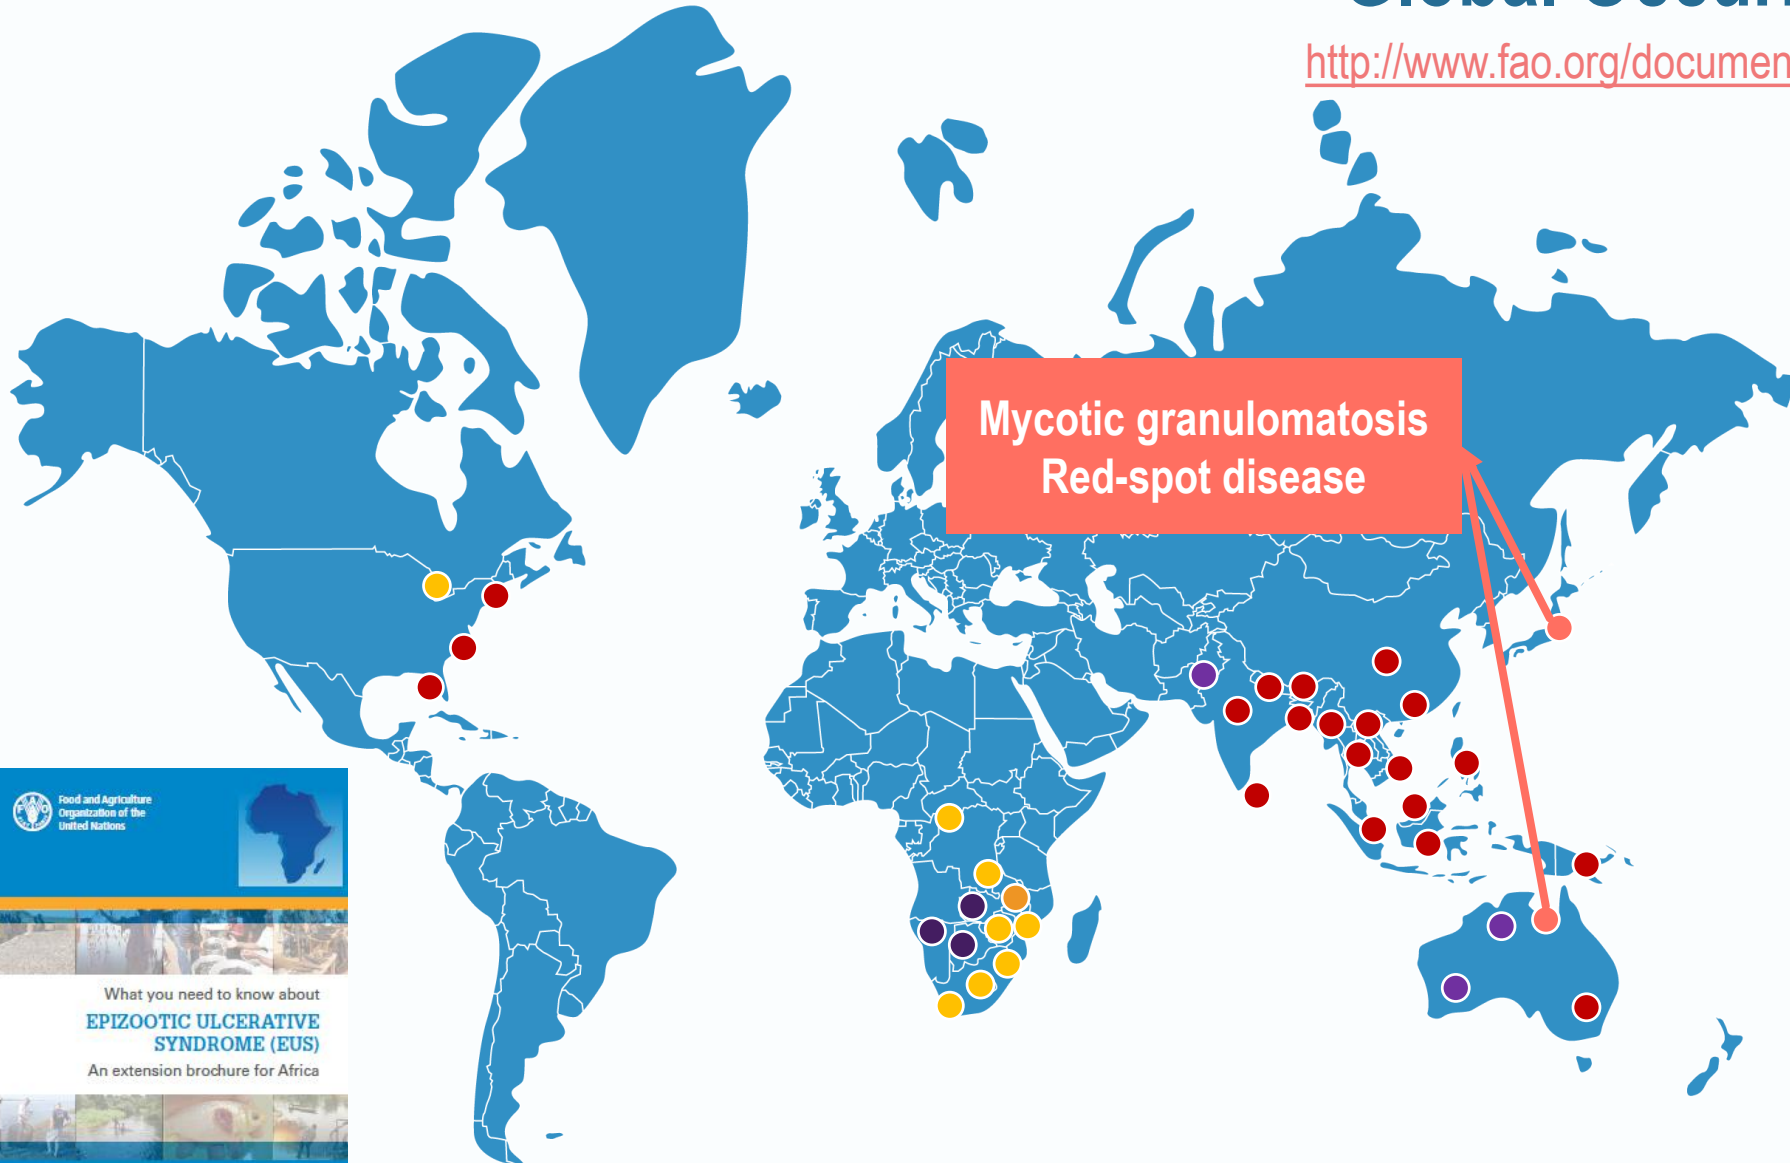 Global
http://www.fao.org/documen
Mycotic granulomatosis
Red-spot disease
Food and Agriculture
Organization of the
United Nations
What you need to know about
EPIZOOTIC ULCERATIVE
SYNDROME (EUS)
An extension brochure for Africa